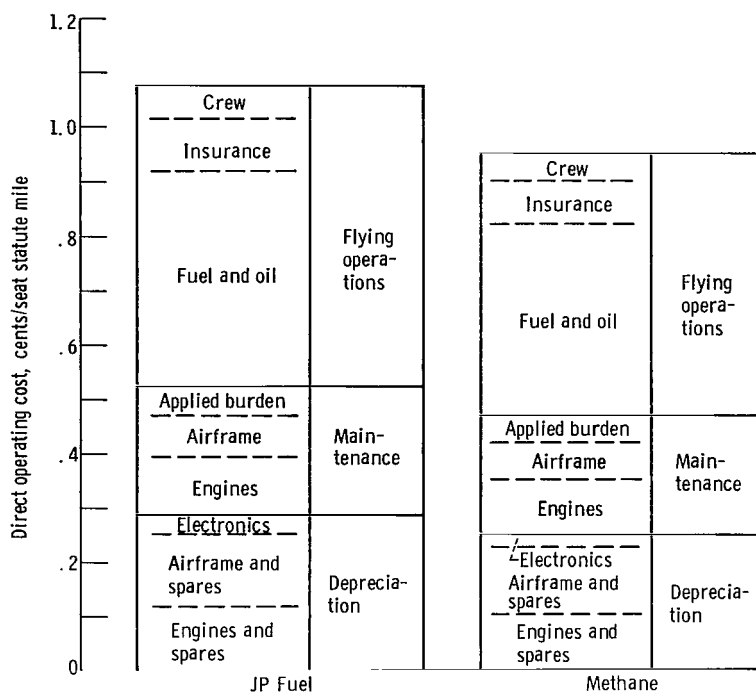 Direct operating cost, cents/seat statute mile
1.2
1.0
.8
.6
.4
.2
0
Crew
Insurance
Fuel and oil
Flying
opera-
tions
Applied burden
Airframe
Engines
Main-
tenance
Electronics
Airframe and
spares
Engines and
spares
Deprecia-
tion
JP Fuel
Crew
Insurance
Fuel and oil
Flying
opera-
tions
Applied burden
Airframe
Engines
Main-
tenance
Electronics
Airframe and
spares
Engines and
spares
Deprecia-
tion
Methane